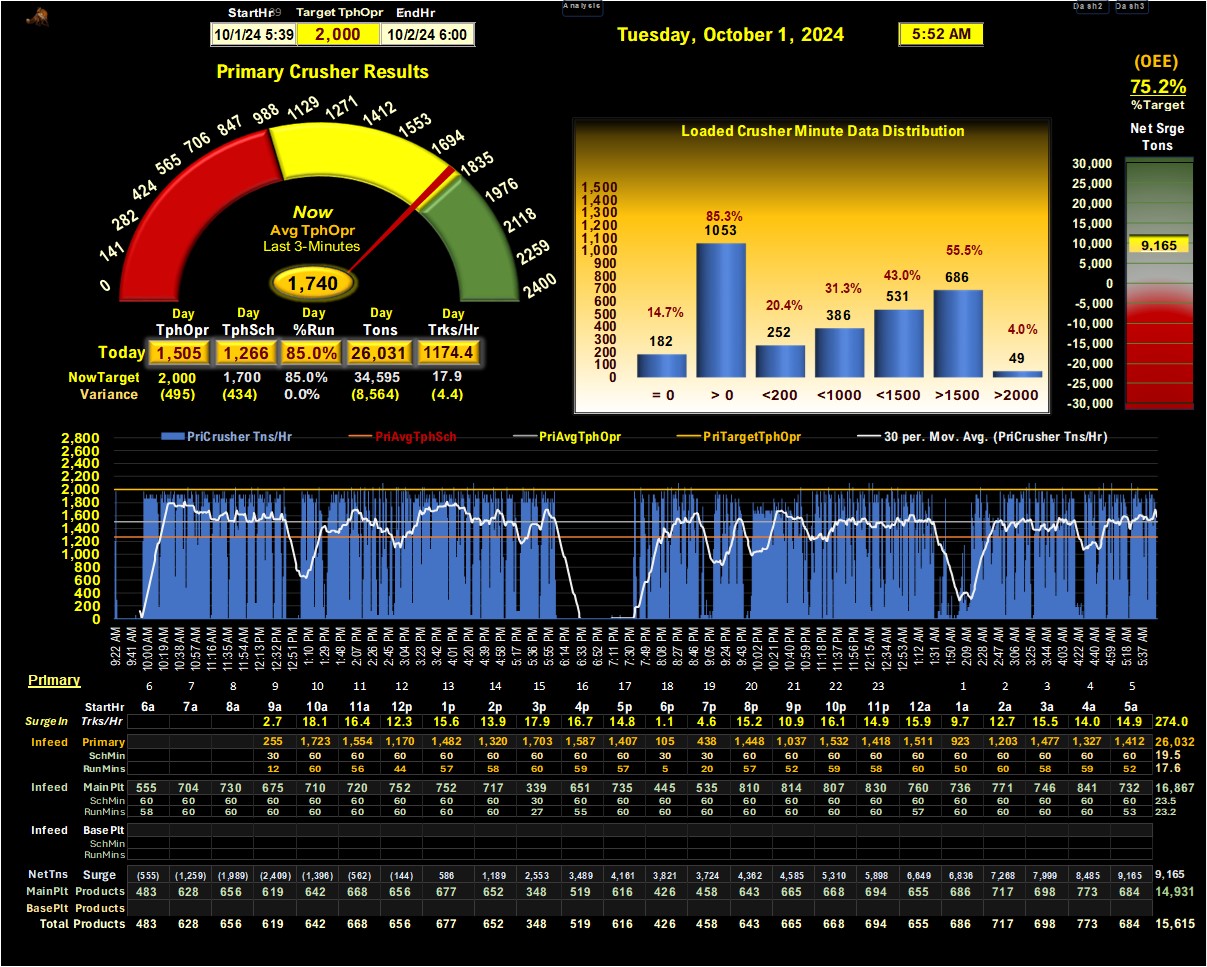 Analysis
Dash2 Dash3
StartHr Target TphOpr EndHr
10/1/24 5:39 2,000 10/2/24 6:00
Tuesday, October 1, 2024
5:52 AM
(OEE)
75.2%
%Target
Primary Crusher Results
0 141 282 424 565 706 847 988 1129 1271 1412 1553 1694 1835 1976 2118 2259 2400
Now
Avg TphOpr
Last 3-Minutes
1,740
Day Day Day Day Day
TphOpr TphSch %Run Tons Trks/Hr
Today 1,505 1,266 85.0% 26,031 1174.4
NowTarget 2,000 1,700 85.0% 34,595 17.9
Variance (495) (434) 0.0% (8,564) (4.4)
Loaded Crusher Minute Data Distribution
1,500
1,400
1,300
1,200
1,100
1,000
900
800
700
600
500
400
300
200
100
0
14.7% 85.3% 20.4% 31.3% 43.0% 55.5% 4.0%
182 1053 252 386 531 686 49
= 0 > 0 <200 <1000 <1500 >1500 >2000
Net Srge
Tons
30,000
25,000
20,000
15,000
10,000
5,000
0
-5,000
-10,000
-15,000
-20,000
-25,000
-30,000
9,165
PriCrusher Tns/Hr PriAvgTphSch PriAvgTphOpr PriTargetTphOpr 30 per. Mov. Avg. (PriCrusher Tns/Hr)
2,800
2,600
2,400
2,200
2,000
1,800
1,600
1,400
1,200
1,000
800
600
400
200
0
9:22 AM 9:41 AM 10:00 AM 10:19 AM 10:38 AM 10:57 AM 11:16 AM 11:35 AM 11:54 AM 12:13 PM 12:32 PM 12:51 PM 1:10 PM 1:29 PM 1:48 PM 2:07 PM 2:26 PM 2:45 PM 3:04 PM 3:23 PM 3:42 PM 4:01 PM 4:20 PM 4:39 PM 4:58 PM 5:17 PM 5:36 PM 5:55 PM 6:14 PM 6:33 PM 6:52 PM 7:11 PM 7:30 PM 7:49 PM 8:08 PM 8:27 PM 8:46 PM 9:05 PM 9:24 PM 9:43 PM 10:02 PM 10:21 PM 10:40 PM 10:59 PM 11:18 PM 11:37 PM 11:56 PM 12:15 AM 12:34 AM 12:53 AM 1:12 AM 1:31 AM 1:50 AM 2:09 AM 2:28 AM 2:47 AM 3:06 AM 3:25 AM 3:44 AM 4:03 AM 4:22 AM 4:40 AM 4:59 AM 5:18 AM 5:37 AM
Primary
6 7 8 9 10 11 12 13 14 15 16 17 18 19 20 21 22 23 1 2 3 4 5
StartHr 6a 7a 8a 9a 10a 11a 12p 1p 2p 3p 4p 5p 6p 7p 8p 9p 10p 11p 12a 1a 2a 3a 4a 5a
SurgeIn Trks/Hr 2.7 18.1 16.4 12.3 15.6 13.9 17.9 16.7 14.8 1.1 4.6 15.2 10.9 16.1 14.9 15.9 9.7 12.7 15.5 14.0 14.9 274.0
Infeed Primary 255 1,723 1,554 1,170 1,482 1,320 1,703 1,587 1,407 105 438 1,448 1,037 1,532 1,418 1,511 923 1,203 1,477 1,327 1,412 26,032
SchMin 30 60 60 60 60 60 60 60 60 30 30 60 60 60 60 60 60 60 60 60 60 19.5
RunMins 12 60 56 44 57 58 60 59 57 5 20 57 52 59 58 60 50 60 58 59 52 17.6
Infeed MainPlt 555 704 730 675 710 720 752 752 717 339 651 735 445 535 810 814 807 830 760 736 771 746 841 732 16,867
SchMin 60 60 60 60 60 60 60 60 60 30 60 60 60 60 60 60 60 60 60 60 60 60 60 60 23.5
RunMins 58 60 60 60 60 60 60 60 60 27 55 60 60 60 60 60 60 60 57 60 60 60 60 53 23.2
Infeed BasePlt
SchMin
RunMins
NetTns Surge (555) (1,259) (1,989) (2,409) (1,396) (562) (144) 586 1,189 2,553 3,489 4,161 3,821 3,724 4,362 4,585 5,310 5,898 6,649 6,836 7,268 7,999 8,485 9,165 9,165
MainPlt Products 483 628 656 619 642 668 656 677 652 348 519 616 426 458 643 665 668 694 655 686 717 698 773 684 14,931
BasePlt Products
Total Products 483 628 656 619 642 668 656 677 652 348 519 616 426 458 643 665 668 694 655 686 717 698 773 684 15,615